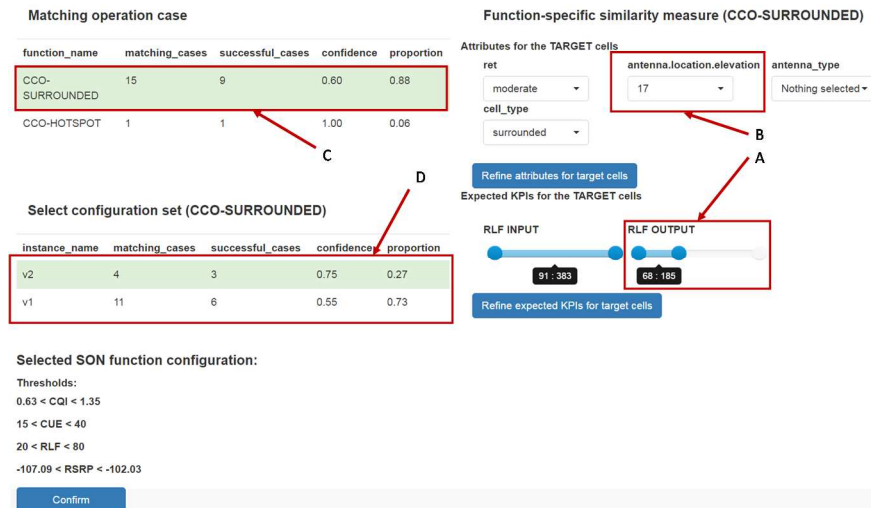 Matching operation case
function_name matching_cases successful_cases confidence proportion
CCO-SURROUNDED 15 9 0.60 0.88
CCO-HOTSPOT 1 1 1.00 0.06
C
D
Select configuration set (CCO-SURROUNDED)
instance_name matching_cases successful_cases confidence proportion
v2 4 3 0.75 0.27
v1 11 6 0.55 0.73
Selected SON function configuration:
Thresholds:
0.63 < CQI < 1.35
15 < CUE < 40
20 < RLF < 80
-107.09 < RSRP < -102.03
Confirm
Function-specific similarity measure (CCO-SURROUNDED)
Attributes for the TARGET cells
ret antenna.location.elevation antenna_type
moderate 17 Nothing selected
cell_type
surrounded
B
A
Refine attributes for target cells
Expected KPIs for the TARGET cells
RLF INPUT RLF OUTPUT
91 : 383 68 : 185
Refine expected KPIs for target cells